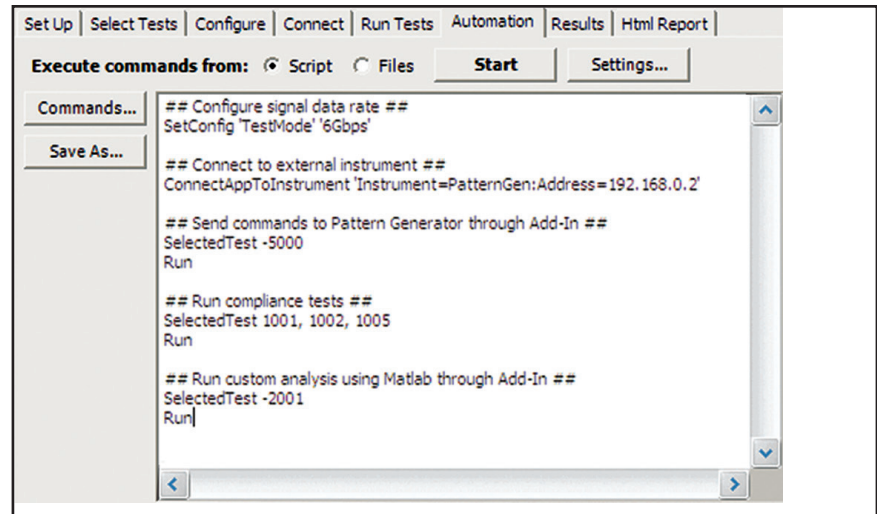 Set Up Select Tests Configure Connect Run Tests Automation Results Html Report
Execute commands from: Script Files Start Settings...
Commands...
Save As...
## Configure signal data rate ##
SetConfig 'TestMode' '6Gbps'
## Connect to external instrument ##
ConnectAppToInstrument 'Instrument=PatternGen:Address=192.168.0.2'
## Send commands to Pattern Generator through Add-In ##
SelectedTest -5000
Run
## Run compliance tests ##
SelectedTest 1001, 1002, 1005
Run
## Run custom analysis using Matlab through Add-In ##
SelectedTest -2001
Run